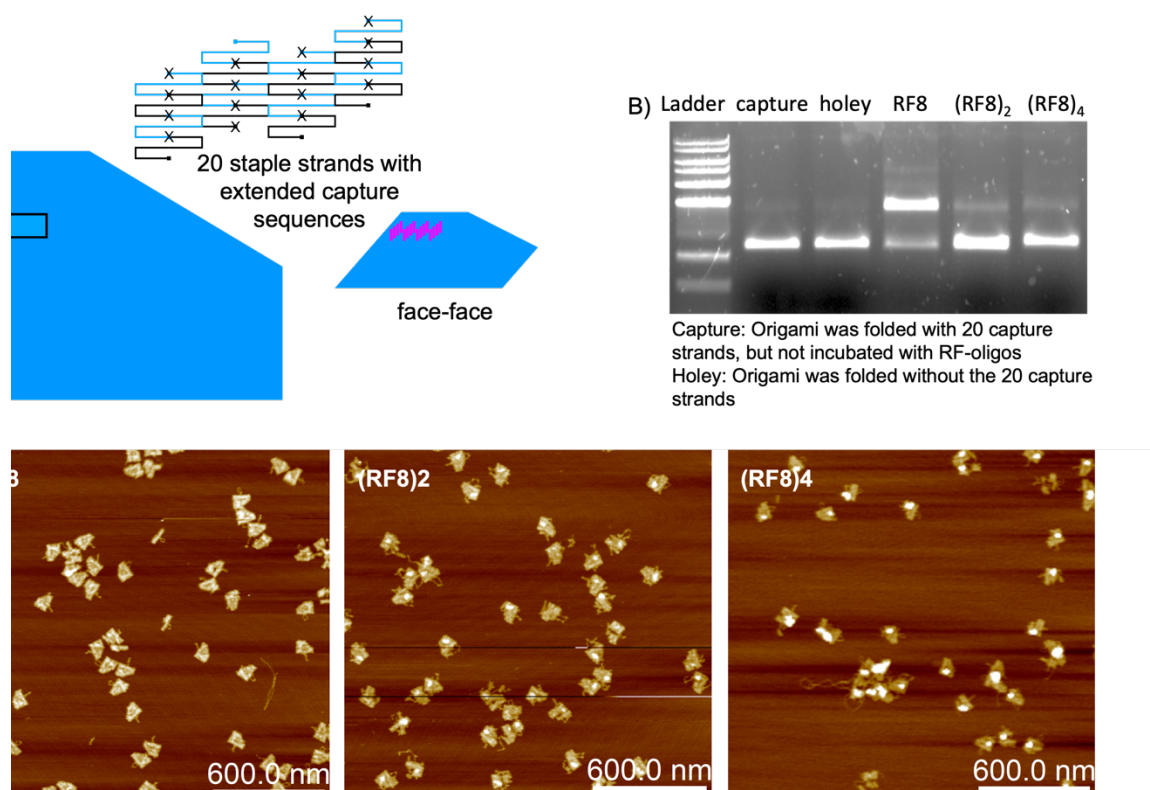 20 staple strands with
extended capture
sequences
face-face
B) Ladder capture holey RF8 (RF8)2 (RF8)4
Capture: Origami was folded with 20 capture
strands, but not incubated with RF-oligos
Holey: Origami was folded without the 20 capture
strands
8 (RF8)2 (RF8)4
600.0 nm 600.0 nm 600.0 nm